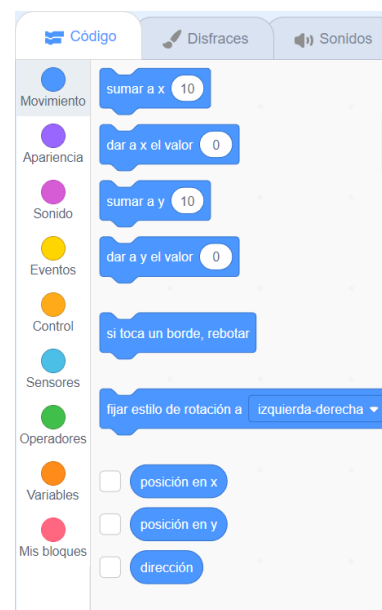 Código
Disfraces
Sonidos
Movimiento
Apariencia
Sonido
Eventos
Control
Sensores
Operadores
Variables
Mis bloques
sumar a x 10
dar a x el valor 0
sumar a y 10
dar a y el valor 0
si toca un borde, rebotar
fijar estilo de rotación a izquierda-derecha
posición en x
posición en y
dirección